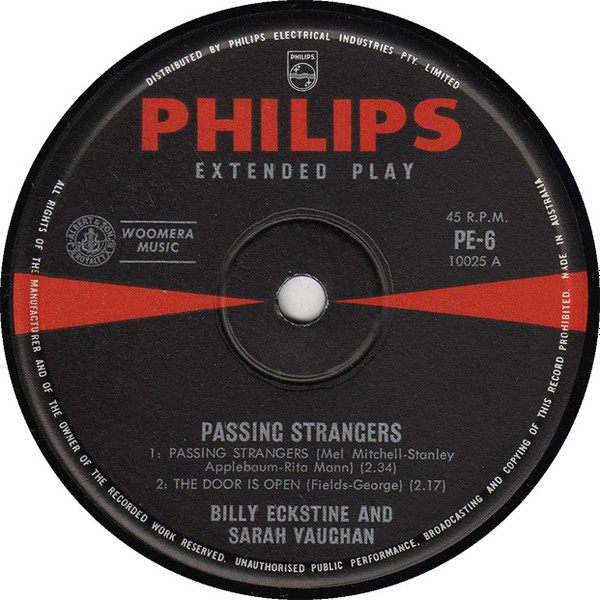 DISTRIBUTED BY PHILIPS ELECTRICAL INDUSTRIES PTY. LIMITED
PHILIPS
PHILIPS
EXTENDED PLAY
ALBERT & SONS
ROYALTY
WOOMERA
MUSIC
45 R.P.M.
PE-6
10025 A
PASSING STRANGERS
1: PASSING STRANGERS (Mel Mitchell-Stanley
Applebaum-Rita Mann) (2.34)
2: THE DOOR IS OPEN (Fields-George) (2.17)
BILLY ECKSTINE AND
SARAH VAUGHAN
ALL RIGHTS OF THE MANUFACTURER AND OF THE OWNER OF THE RECORDED WORK RESERVED. UNAUTHORISED PUBLIC PERFORMANCE, BROADCASTING AND COPYING OF THIS RECORD PROHIBITED. MADE IN AUSTRALIA